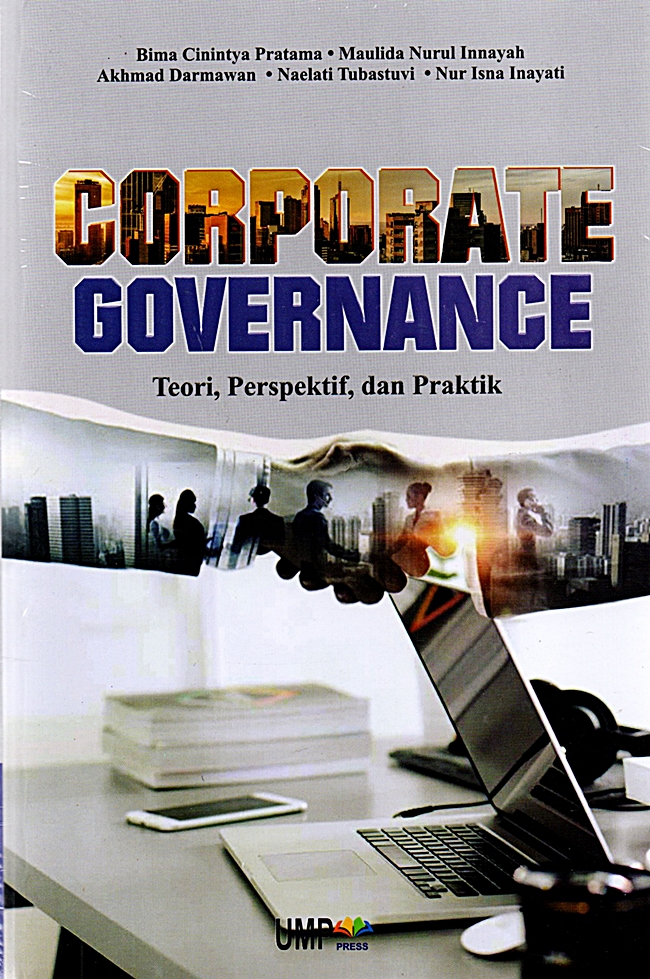 Bima Cinintya Pratama • Maulida Nurul Innayah
Akhmad Darmawan • Naelati Tubastuvi • Nur Isna Inayati
CORPORATE
GOVERNANCE
Teori, Perspektif, dan Praktik
UMP PRESS